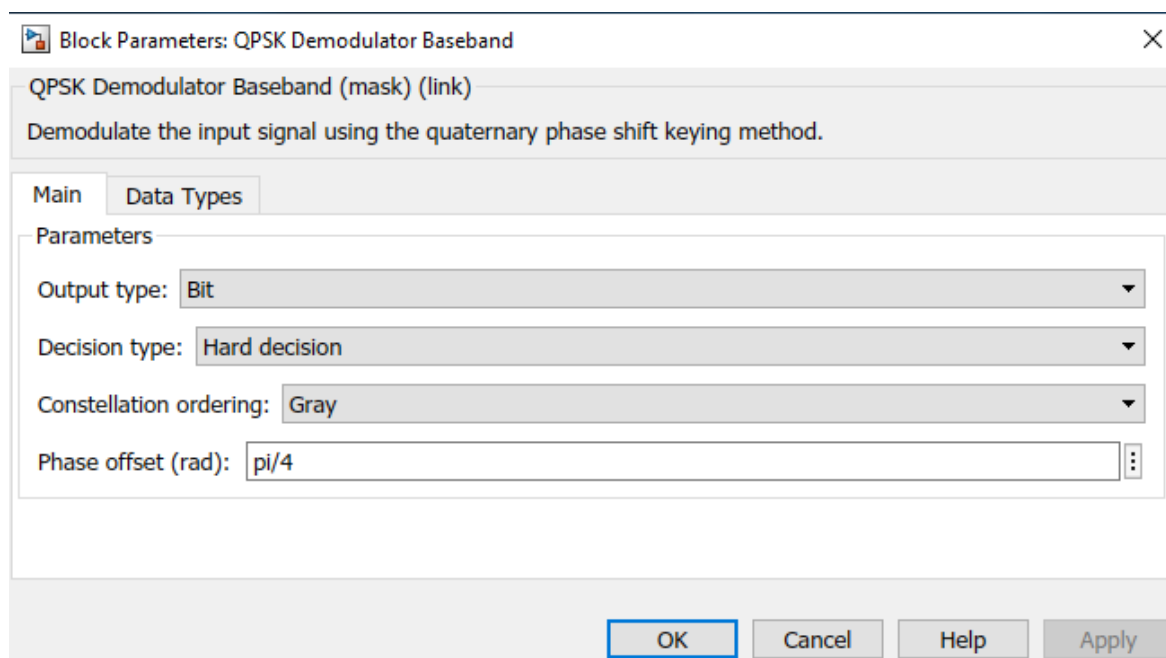 Block Parameters: QPSK Demodulator Baseband
QPSK Demodulator Baseband (mask) (link)
Demodulate the input signal using the quaternary phase shift keying method.
Main Data Types
Parameters
Output type: Bit
Decision type: Hard decision
Constellation ordering: Gray
Phase offset (rad): pi/4
OK Cancel Help Apply